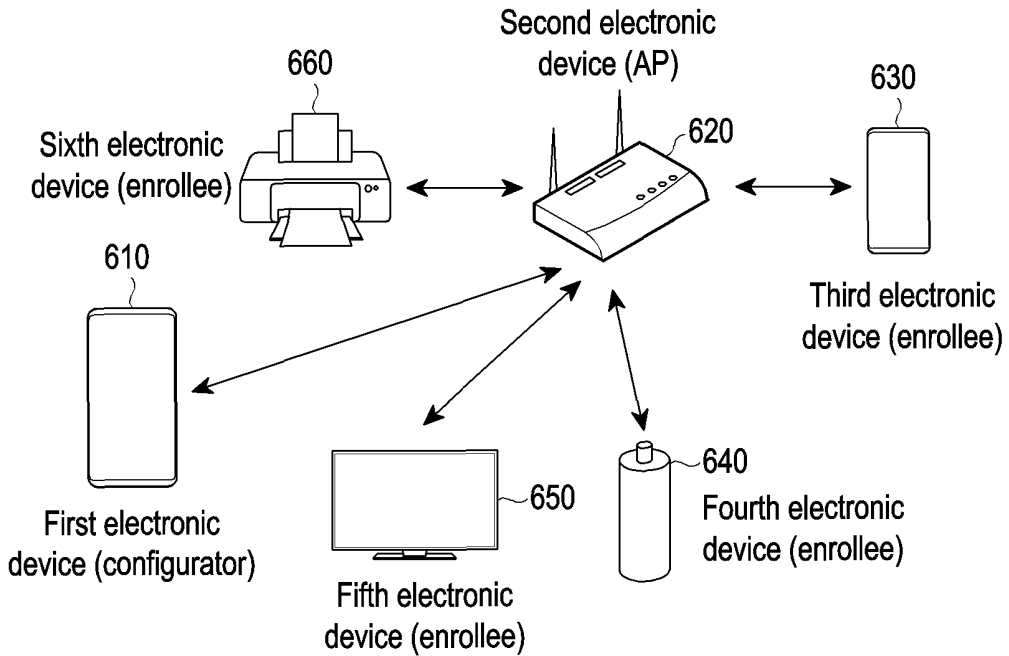 Second electronic
device (AP)
660
630
620
Sixth electronic
device (enrollee)
610
Third electronic
device (enrollee)
First electronic
device (configurator)
650
Fifth electronic
device (enrollee)
640
Fourth electronic
device (enrollee)